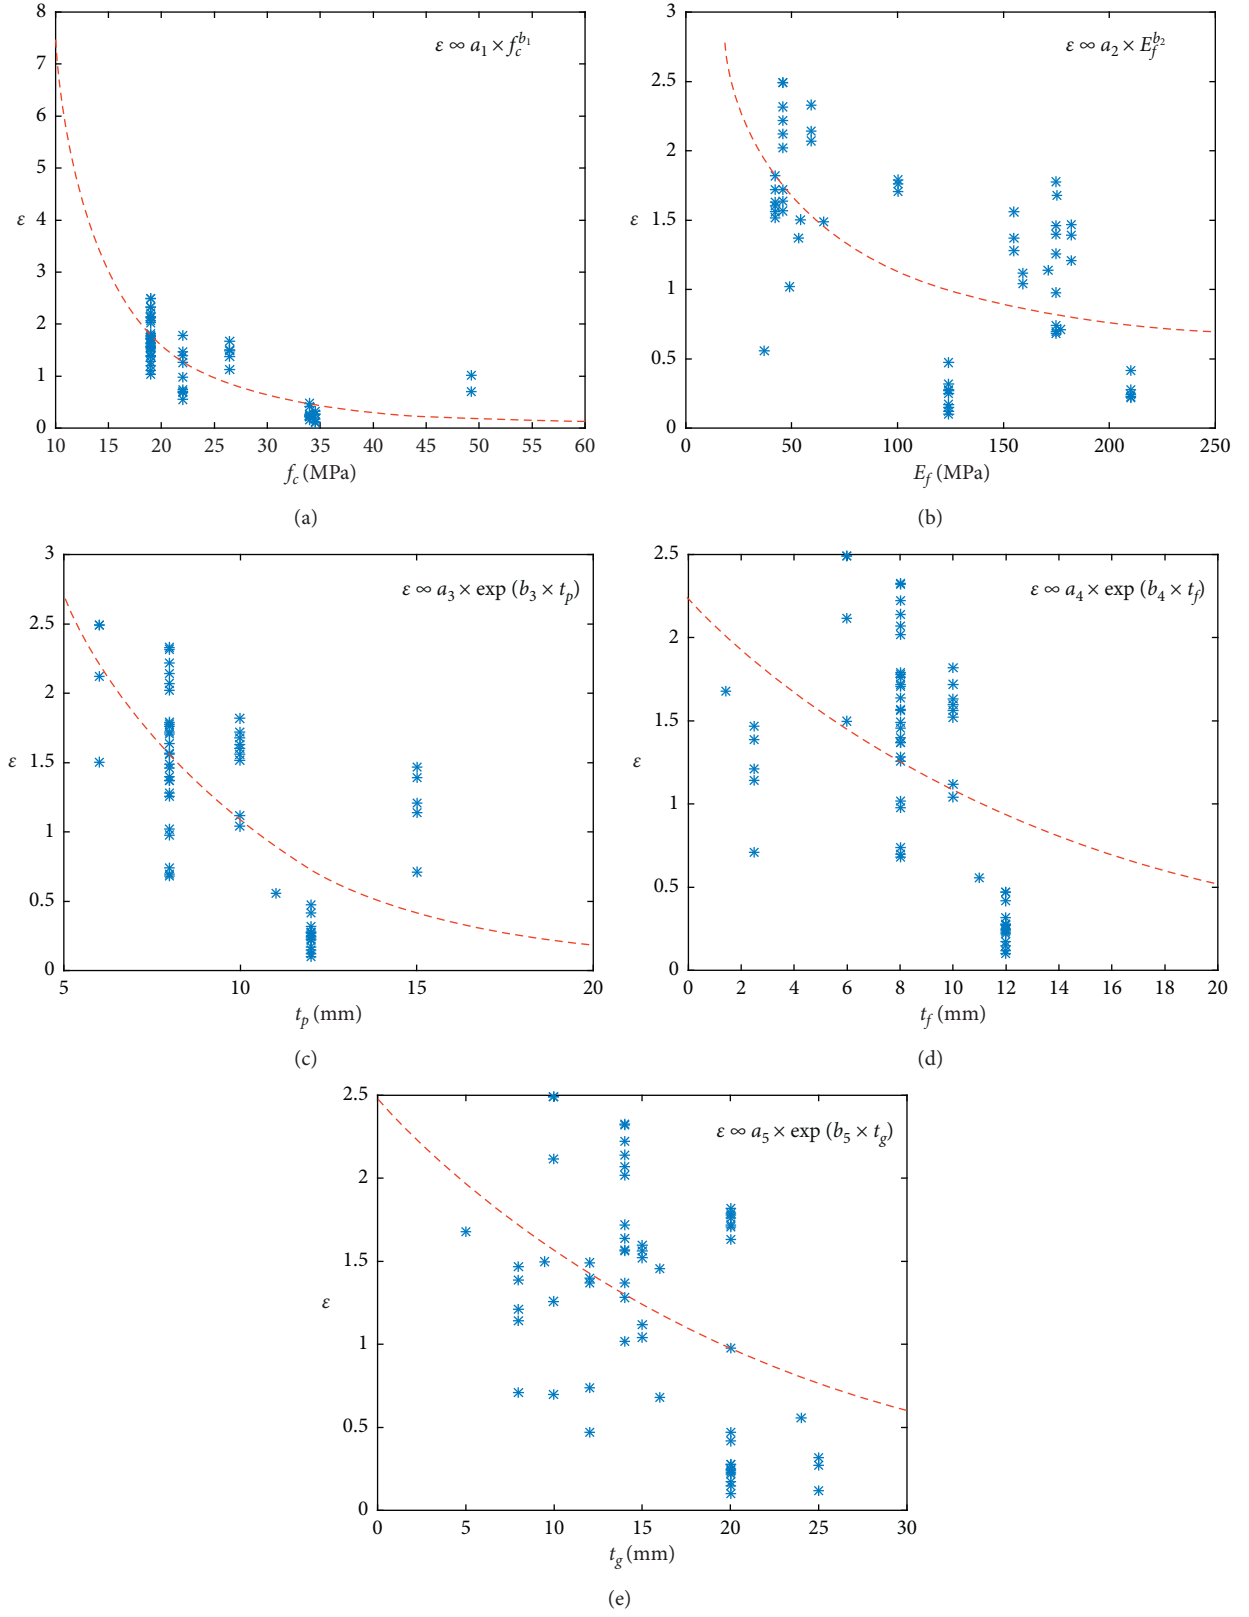 ε ∞ a1 × fc^b1
8
7
6
5
4
3
2
1
0
ε
10 15 20 25 30 35 40 45 50 55 60
fc (MPa)
(a)
ε ∞ a2 × Ef^b2
3
2.5
2
1.5
1
0.5
0
ε
0 50 100 150 200 250
Ef (MPa)
(b)
ε ∞ a3 × exp (b3 × tp)
3
2.5
2
1.5
1
0.5
0
ε
5 10 15 20
tp (mm)
(c)
ε ∞ a4 × exp (b4 × tf)
2.5
2
1.5
1
0.5
0
ε
0 2 4 6 8 10 12 14 16 18 20
tf (mm)
(d)
ε ∞ a5 × exp (b5 × tg)
2.5
2
1.5
1
0.5
0
ε
0 5 10 15 20 25 30
tg (mm)
(e)